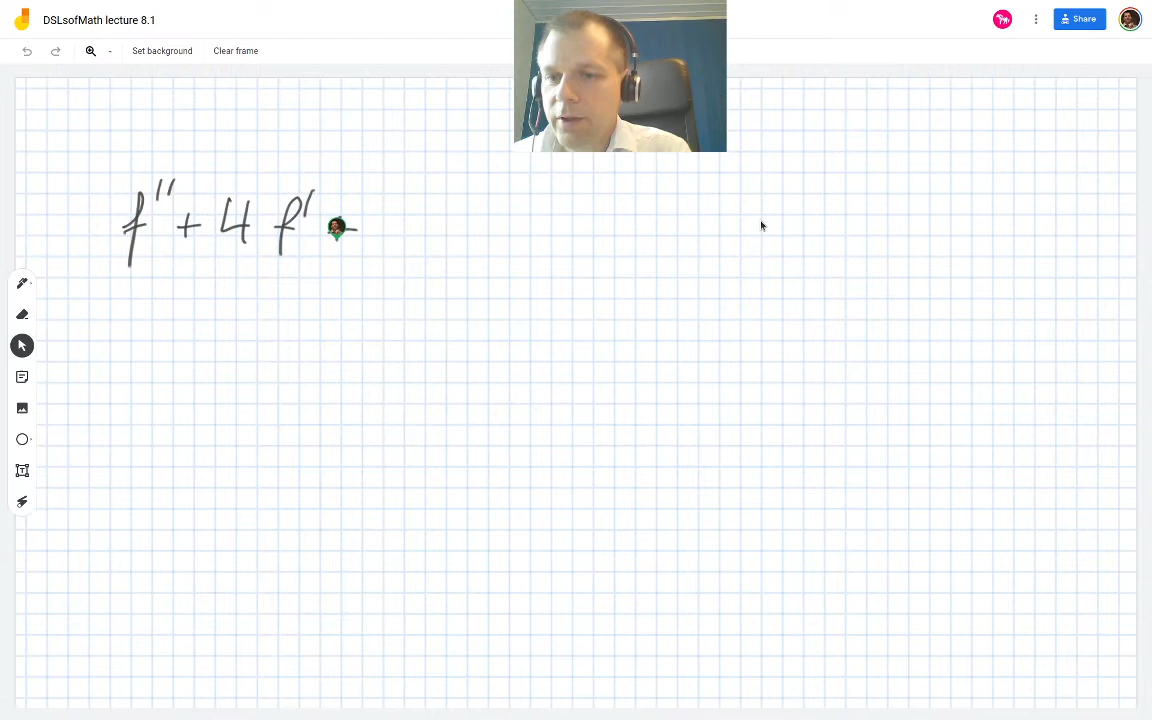 DSLsofMath lecture 8.1
Share
Set background
Clear frame
f'' + 4 f' +